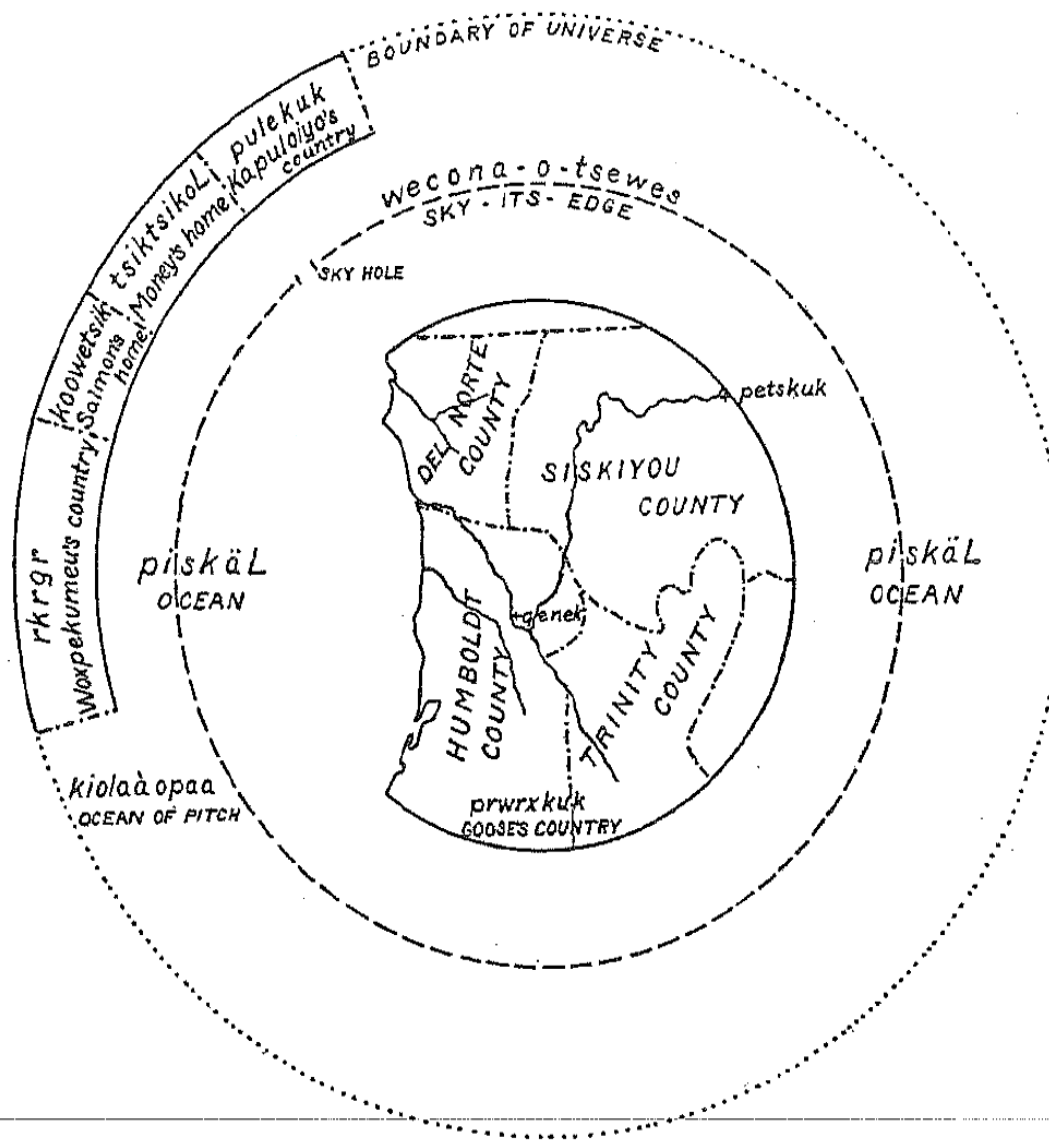 BOUNDARY OF UNIVERSE
pulekuk
Kapuloiyo's
country
tsiktsikoL
Money's home
koowetsik
Salmon's
home
rkrgr
Woxpekumeu's country
wecona-o-tsewes
SKY-ITS-EDGE
SKY HOLE
DEL NORTE
COUNTY
petskuk
SISKIYOU
COUNTY
piskäL
OCEAN
piskäL
OCEAN
qenek
HUMBOLDT
COUNTY
TRINITY
COUNTY
kiolaàopaa
OCEAN OF PITCH
prwrxkuk
GOOSE'S COUNTRY